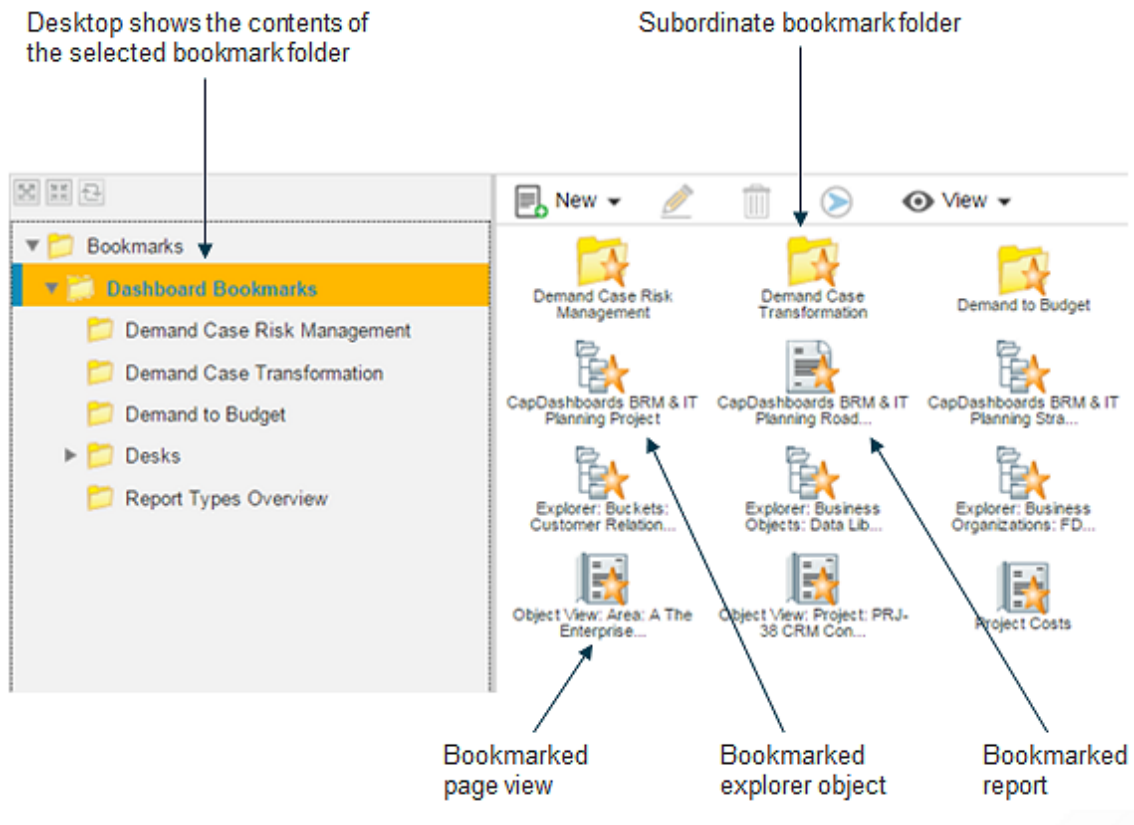 Desktop shows the contents of
the selected bookmark folder
Subordinate bookmark folder
New
View
Bookmarks
Dashboard Bookmarks
Demand Case Risk Management
Demand Case Transformation
Demand to Budget
Desks
Report Types Overview
Demand Case Risk
Management
Demand Case
Transformation
Demand to Budget
CapDashboards BRM & IT
Planning Project
CapDashboards BRM & IT
Planning Road...
CapDashboards BRM & IT
Planning Stra...
Explorer: Buckets:
Customer Relation...
Explorer: Business
Objects: Data Lib...
Explorer: Business
Organizations: FD...
Object View: Area: A The
Enterprise...
Object View: Project: PRJ-
38 CRM Con...
Project Costs
Bookmarked
page view
Bookmarked
explorer object
Bookmarked
report